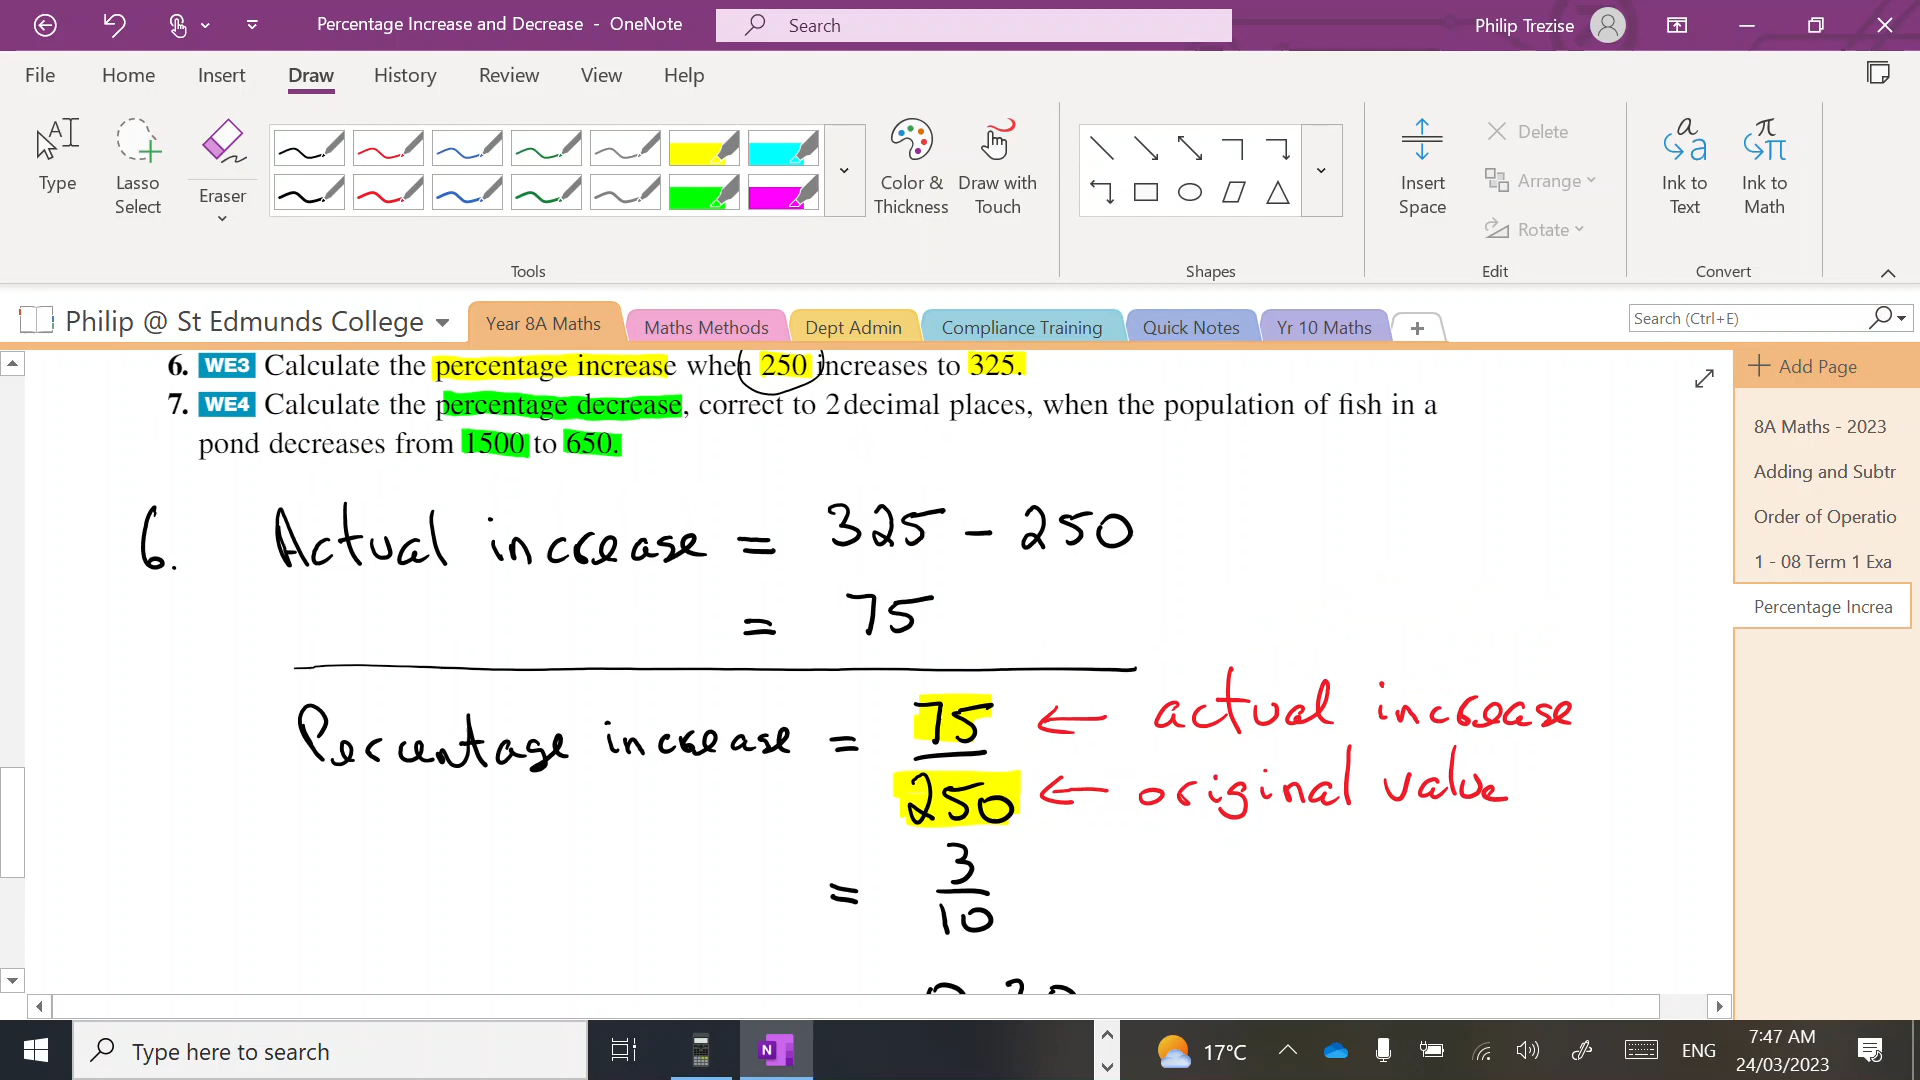 Percentage Increase and Decrease - OneNote
Search
Philip Trezise
File Home Insert Draw History Review View Help
Type
Lasso Select
Eraser
Color & Thickness
Draw with Touch
Insert Space
Delete
Arrange
Rotate
Ink to Text
Ink to Math
Tools
Shapes
Edit
Convert
Philip @ St Edmunds College
Year 8A Maths
Maths Methods
Dept Admin
Compliance Training
Quick Notes
Yr 10 Maths
Search (Ctrl+E)
6. WE3 Calculate the percentage increase when 250 increases to 325.
7. WE4 Calculate the percentage decrease, correct to 2 decimal places, when the population of fish in a
pond decreases from 1500 to 650.
6. Actual increase = 325 - 250
= 75
Percentage increase = 75 ← actual increase
250 ← original value
= 3
10
Add Page
8A Maths - 2023
Adding and Subtr
Order of Operatio
1 - 08 Term 1 Exa
Percentage Increa
Type here to search
17°C
ENG
7:47 AM
24/03/2023